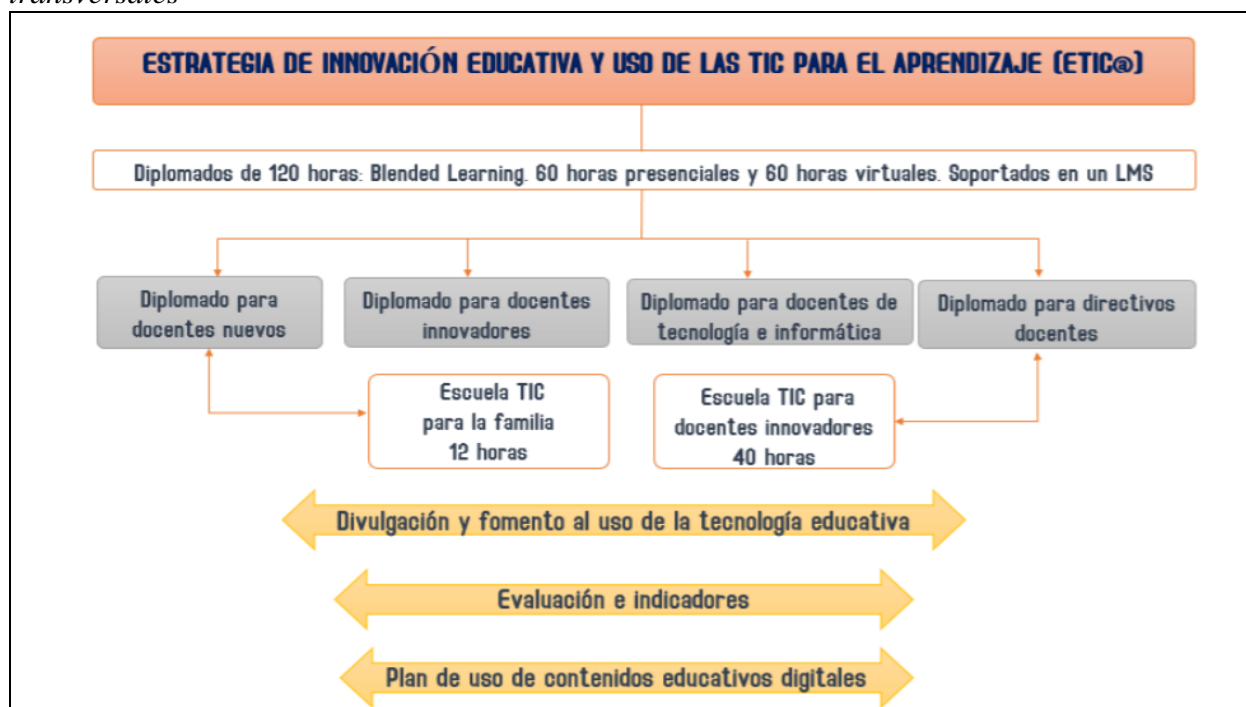 transversales
ESTRATEGIA DE INNOVACIÓN EDUCATIVA Y USO DE LAS TIC PARA EL APRENDIZAJE (ETIC@)
Diplomados de 120 horas: Blended Learning. 60 horas presenciales y 60 horas virtuales. Soportados en un LMS
Diplomado para
docentes nuevos
Diplomado para docentes
innovadores
Diplomado para docentes de
tecnología e informática
Diplomado para directivos
docentes
Escuela TIC
para la familia
12 horas
Escuela TIC para
docentes innovadores
40 horas
Divulgación y fomento al uso de la tecnología educativa
Evaluación e indicadores
Plan de uso de contenidos educativos digitales